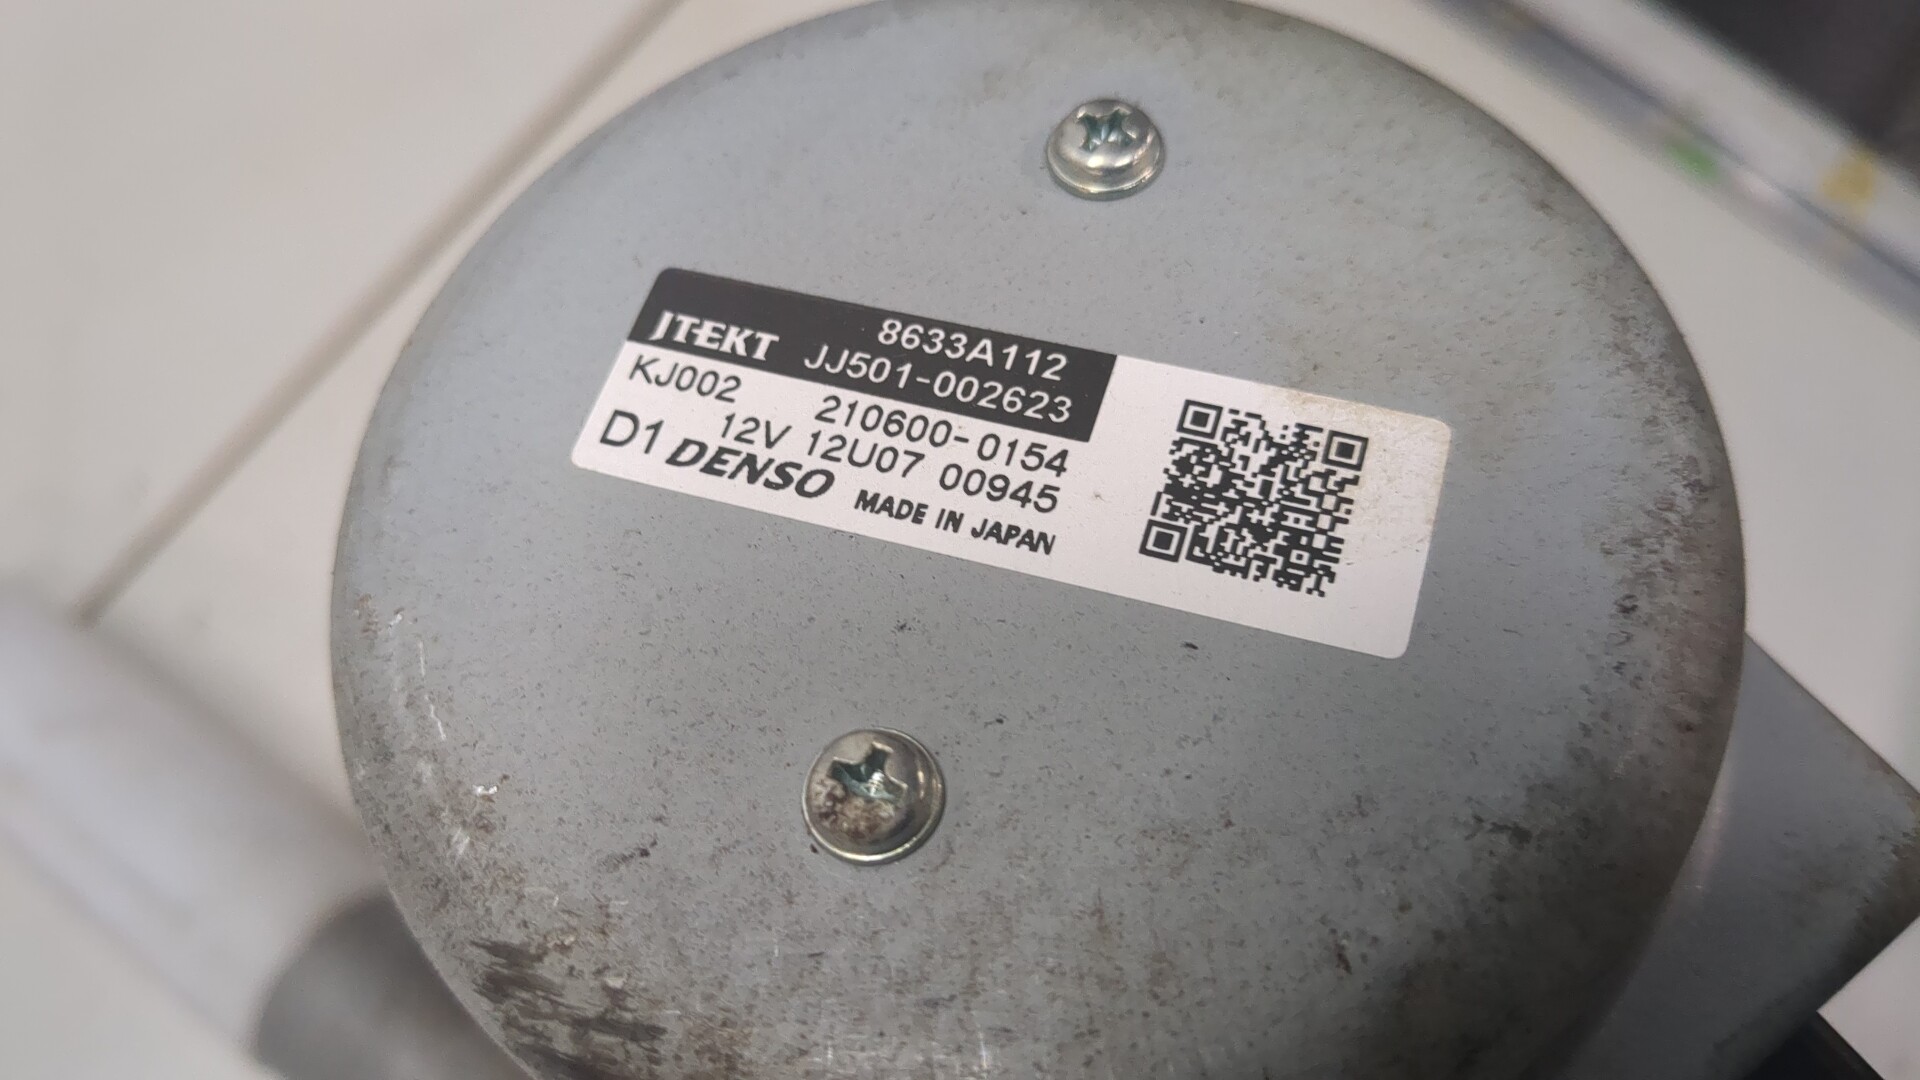 8633A112
JTEKT JJ501-002623
KJ002 210600-0154
D1 12V 12U07 00945
DENSO MADE IN JAPAN